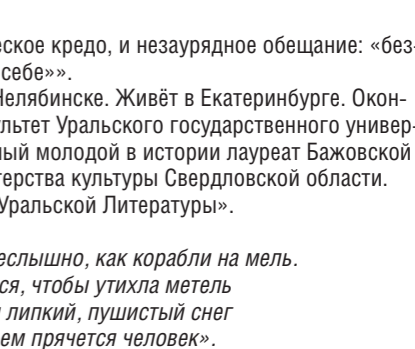 еское кредо, и незаурядное обещание: «без-
себе»».
Челябинске. Живёт в Екатеринбурге. Окон-
ультет Уральского государственного универ-
ный молодой в истории лауреат Бажовской
терства культуры Свердловской области.
Уральской Литературы».
еслышно, как корабли на мель.
ся, чтобы утихла метель
липкий, пушистый снег
ем прячется человек».